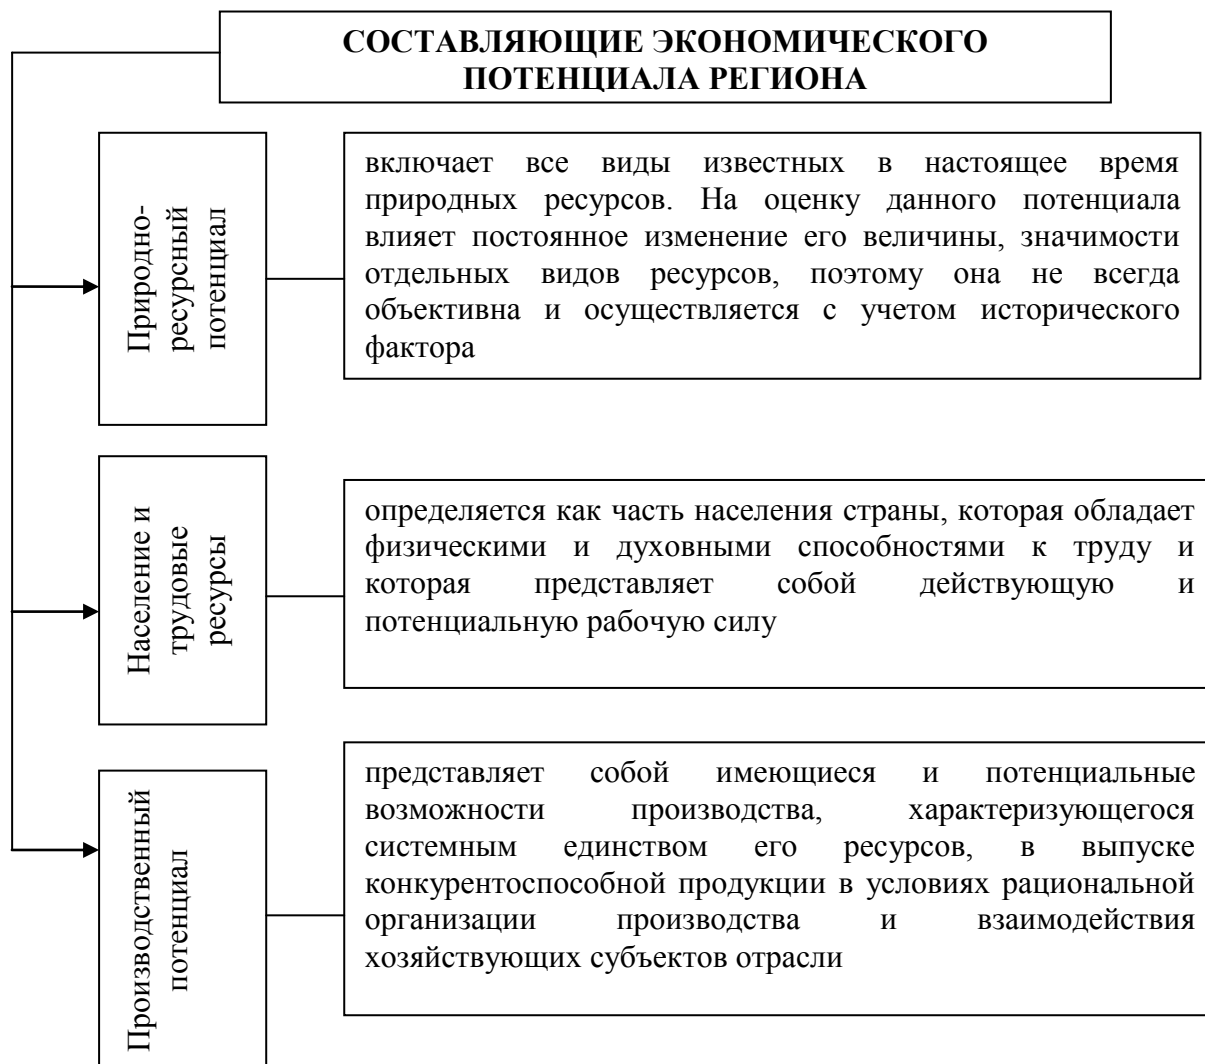 СОСТАВЛЯЮЩИЕ ЭКОНОМИЧЕСКОГО
ПОТЕНЦИАЛА РЕГИОНА
Природно-
ресурсный
потенциал
включает все виды известных в настоящее время
природных ресурсов. На оценку данного потенциала
влияет постоянное изменение его величины, значимости
отдельных видов ресурсов, поэтому она не всегда
объективна и осуществляется с учетом исторического
фактора
Население и
трудовые
ресурсы
определяется как часть населения страны, которая обладает
физическими и духовными способностями к труду и
которая представляет собой действующую и
потенциальную рабочую силу
Производственный
потенциал
представляет собой имеющиеся и потенциальные
возможности производства, характеризующегося
системным единством его ресурсов, в выпуске
конкурентоспособной продукции в условиях рациональной
организации производства и взаимодействия
хозяйствующих субъектов отрасли